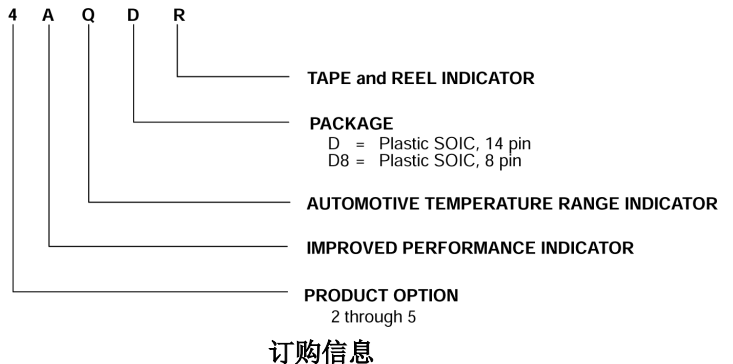 4 A Q D R
TAPE and REEL INDICATOR
PACKAGE
D = Plastic SOIC, 14 pin
D8 = Plastic SOIC, 8 pin
AUTOMOTIVE TEMPERATURE RANGE INDICATOR
IMPROVED PERFORMANCE INDICATOR
PRODUCT OPTION
2 through 5
订购信息